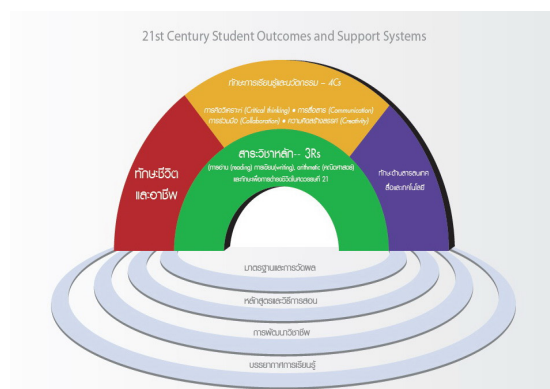 21st Century Student Outcomes and Support Systems
ทักษะการเรียนรู้และนวัตกรรม – 4Cs
การคิดวิเคราะห์ (Critical thinking) • การสื่อสาร (Communication)
การร่วมมือ (Collaboration) • ความคิดสร้างสรรค์ (Creativity)
สาระวิชาหลัก-- 3Rs
(การอ่าน (reading) การเขียน(writing), arithmetic (คณิตศาสตร์)
และทักษะเพื่อการดำรงชีวิตในศตวรรษที่ 21
ทักษะชีวิต
และอาชีพ
ทักษะด้านสารสนเทศ
สื่อและเทคโนโลยี
มาตรฐานและการวัดผล
หลักสูตรและวิธีการสอน
การพัฒนาวิชาชีพ
บรรยากาศการเรียนรู้